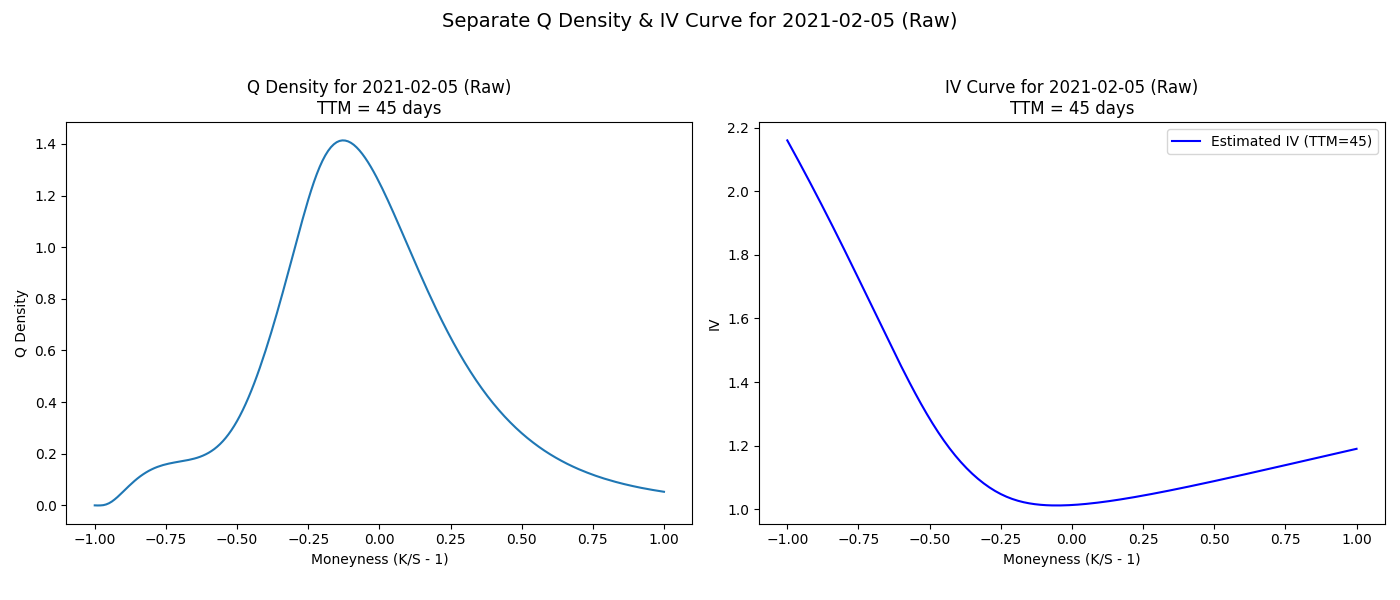 Separate Q Density & IV Curve for 2021-02-05 (Raw)
Q Density for 2021-02-05 (Raw)
TTM = 45 days
Q Density
1.4
1.2
1.0
0.8
0.6
0.4
0.2
0.0
−1.00 −0.75 −0.50 −0.25 0.00 0.25 0.50 0.75 1.00
Moneyness (K/S - 1)
IV Curve for 2021-02-05 (Raw)
TTM = 45 days
Estimated IV (TTM=45)
IV
2.2
2.0
1.8
1.6
1.4
1.2
1.0
−1.00 −0.75 −0.50 −0.25 0.00 0.25 0.50 0.75 1.00
Moneyness (K/S - 1)